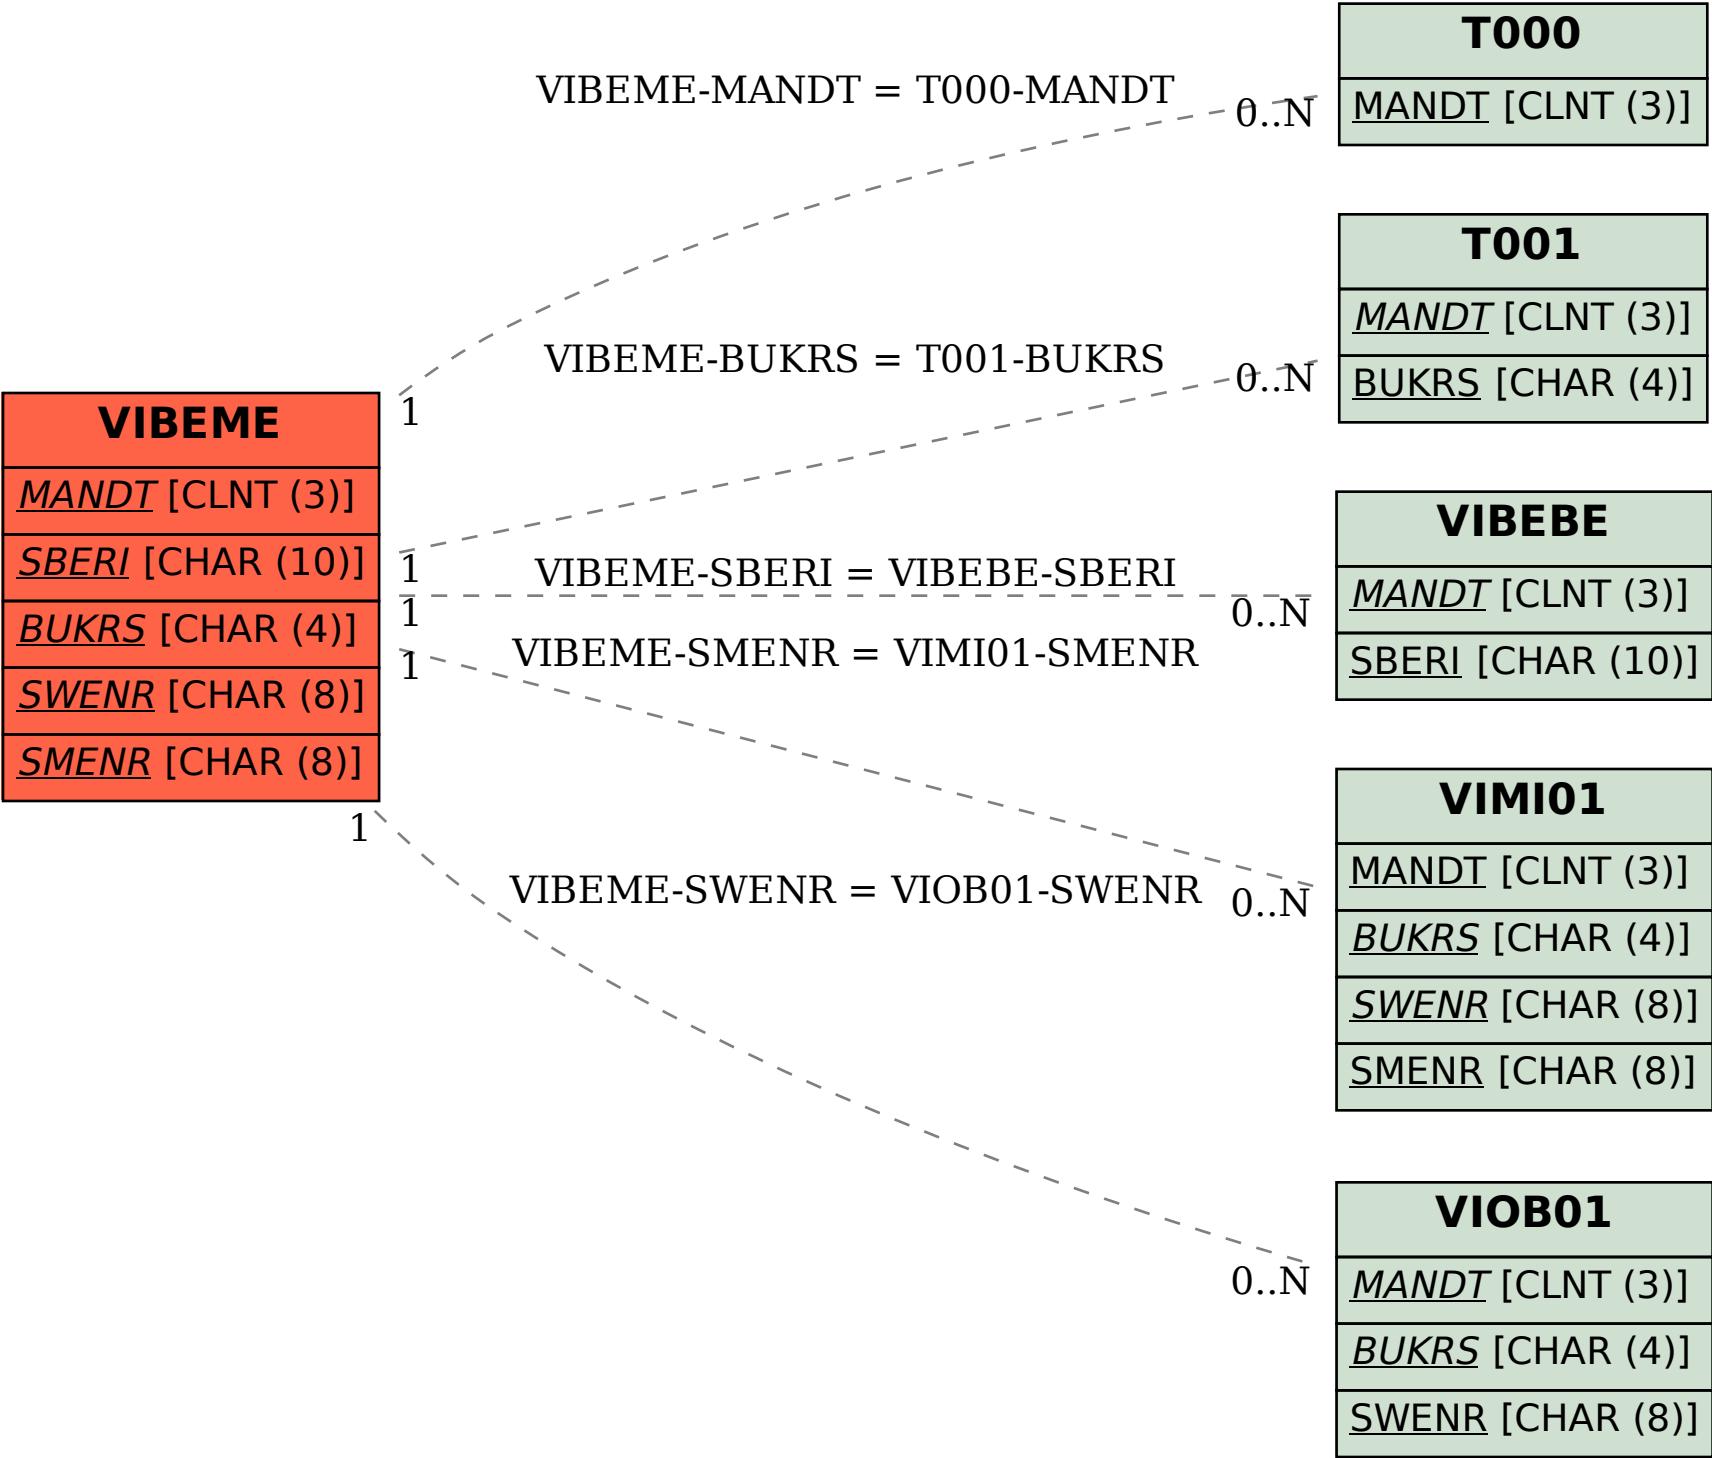 T000
MANDT [CLNT (3)]
VIBEME-MANDT = T000-MANDT
0..N
1
T001
MANDT [CLNT (3)]
BUKRS [CHAR (4)]
VIBEME-BUKRS = T001-BUKRS
0..N
1
VIBEME
MANDT [CLNT (3)]
SBERI [CHAR (10)]
BUKRS [CHAR (4)]
SWENR [CHAR (8)]
SMENR [CHAR (8)]
VIBEME-SBERI = VIBEBE-SBERI
1
0..N
VIBEBE
MANDT [CLNT (3)]
SBERI [CHAR (10)]
VIBEME-SMENR = VIMI01-SMENR
1
0..N
VIMI01
MANDT [CLNT (3)]
BUKRS [CHAR (4)]
SWENR [CHAR (8)]
SMENR [CHAR (8)]
1
VIBEME-SWENR = VIOB01-SWENR
0..N
VIOB01
MANDT [CLNT (3)]
BUKRS [CHAR (4)]
SWENR [CHAR (8)]